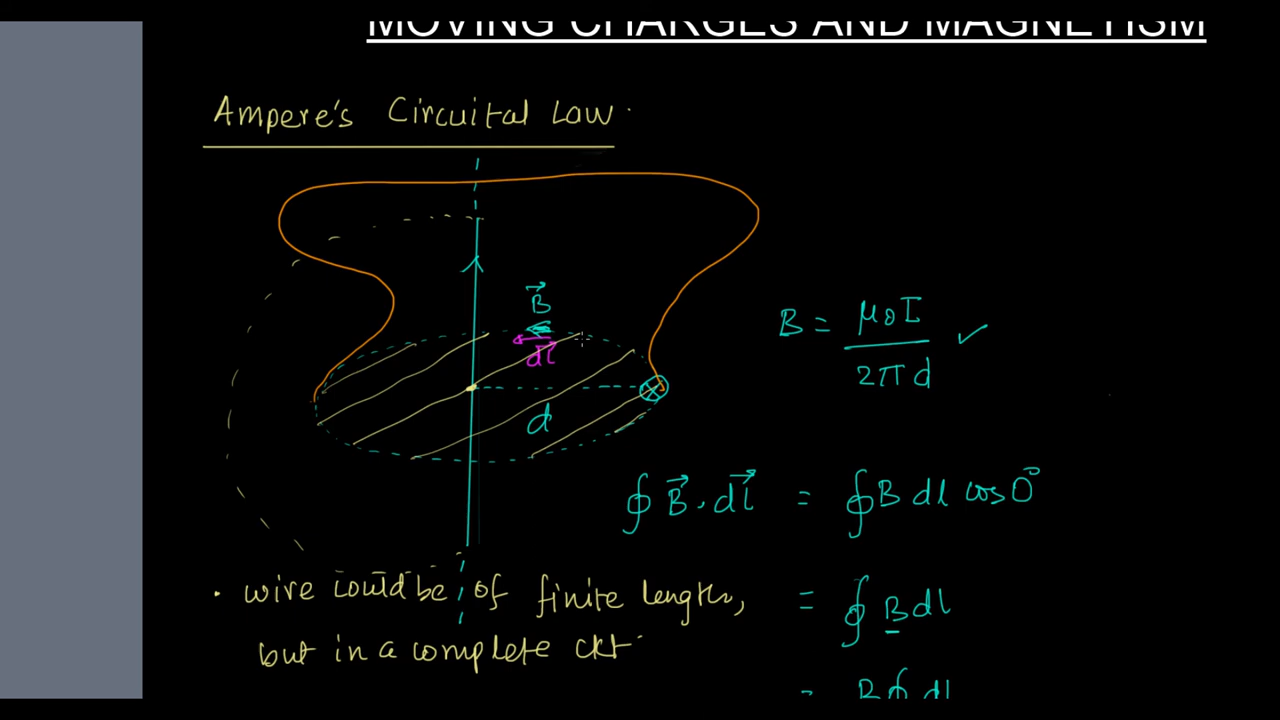 MOVING CHARGES AND MAGNETISM
Ampere's Circuital Law.
B⃗
dl
d
B = μ0I / 2πd ✓
∮ B⃗ . dl⃗ = ∮ B dl cos 0°
= ∮ B dl
= B ∮ dl
• wire could be of finite length,
but in a complete ckt